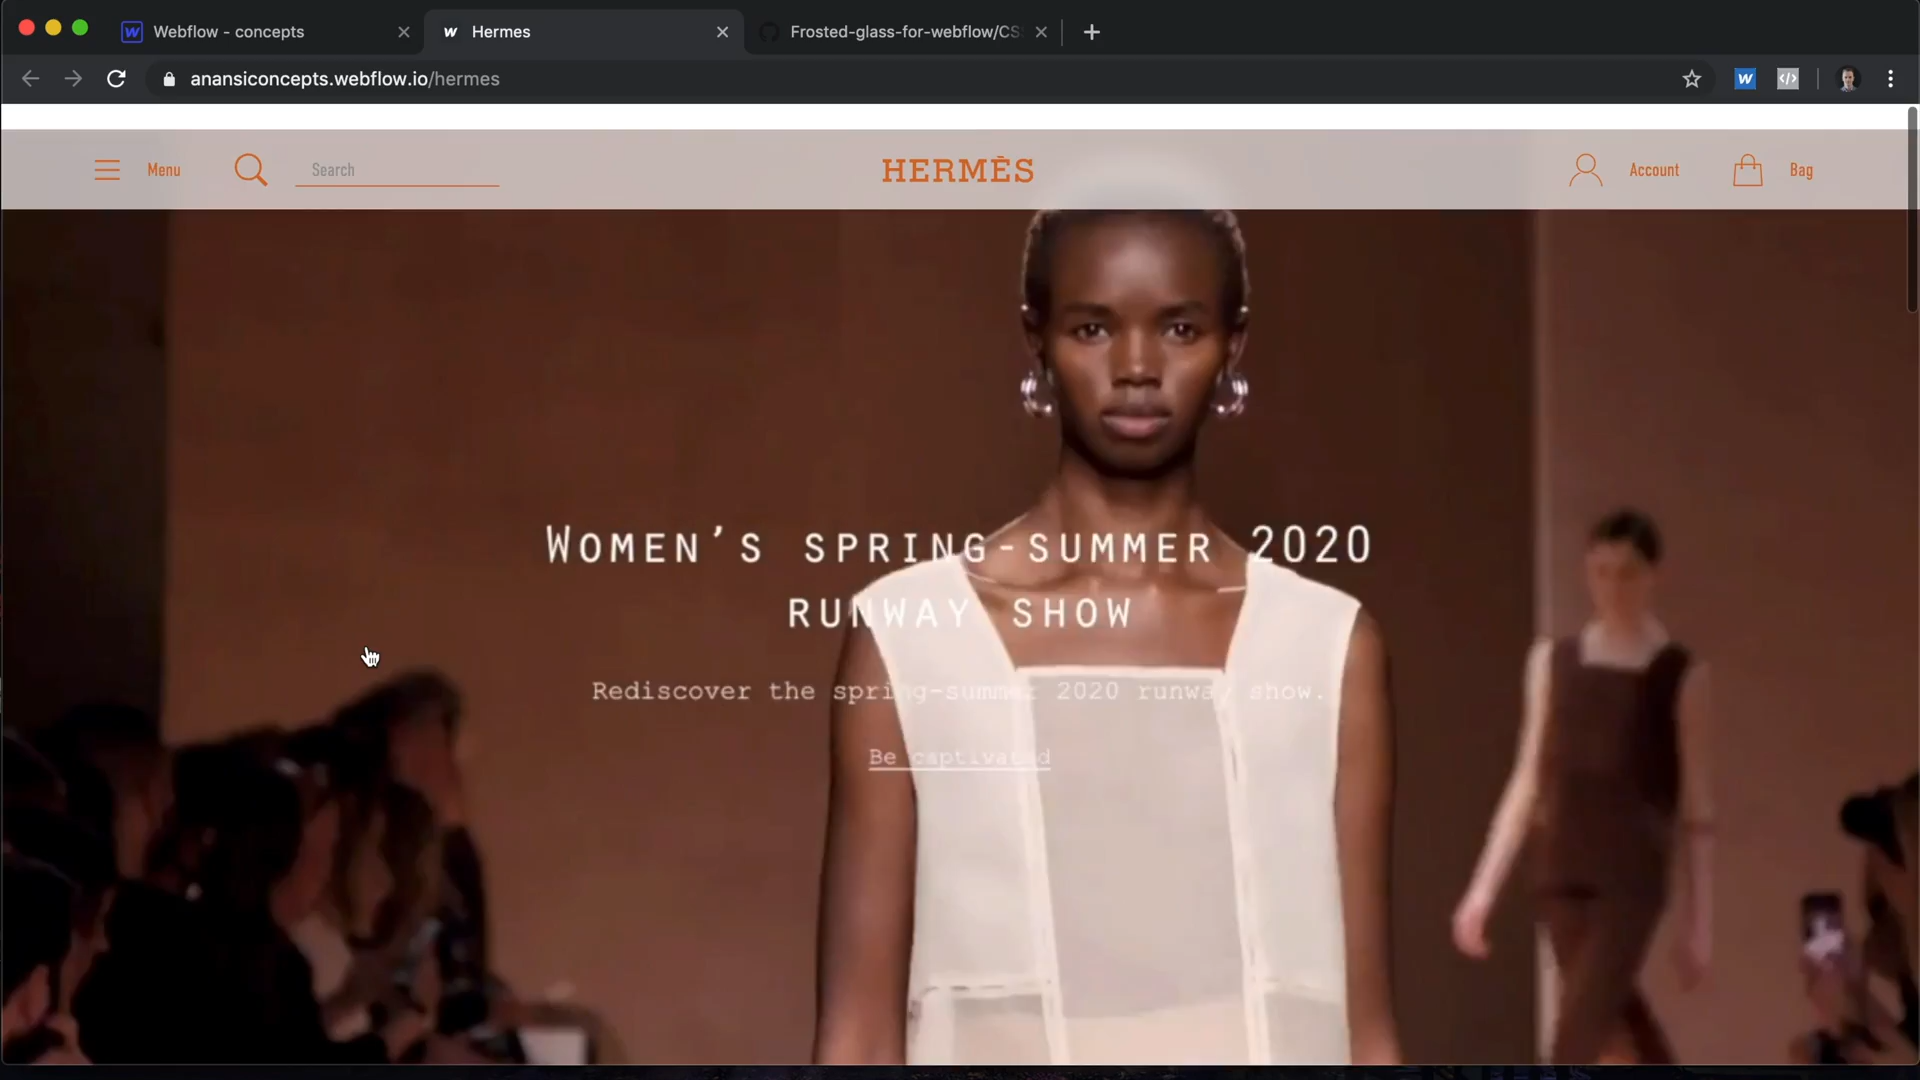 Webflow - concepts
Hermes
Frosted-glass-for-webflow/CS
anansiconcepts.webflow.io/hermes
Menu
Search
HERMĒS
Account
Bag
Women's spring-summer 2020
runway show
Rediscover the spring-summer 2020 runway show.
Be captivated